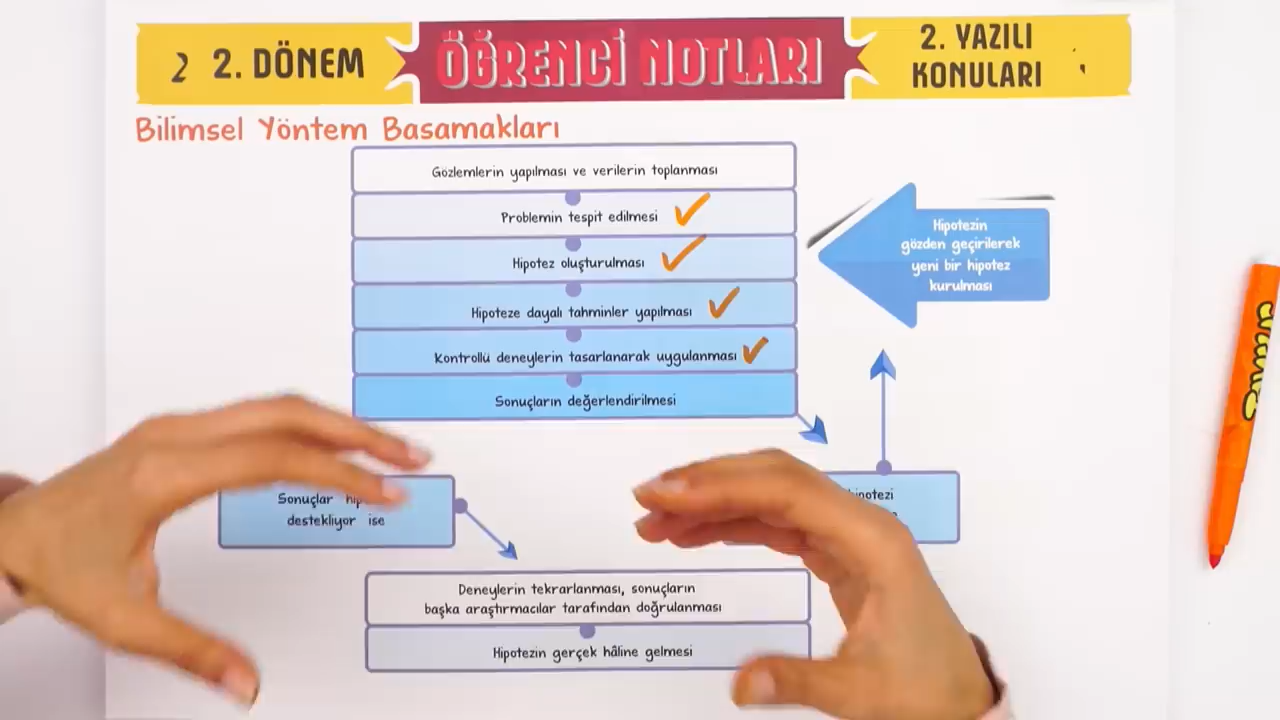 2. DÖNEM
ÖĞRENCİ NOTLARI
2. YAZILI
KONULARI
Bilimsel Yöntem Basamakları
Gözlemlerin yapılması ve verilerin toplanması
Problemin tespit edilmesi
Hipotez oluşturulması
Hipoteze dayalı tahminler yapılması
Kontrollü deneylerin tasarlanarak uygulanması
Sonuçların değerlendirilmesi
Hipotezin
gözden geçirilerek
yeni bir hipotez
kurulması
Sonuçlar
destekliyor ise
Deneylerin tekrarlanması, sonuçların
başka araştırmacılar tarafından doğrulanması
Hipotezin gerçek hâline gelmesi